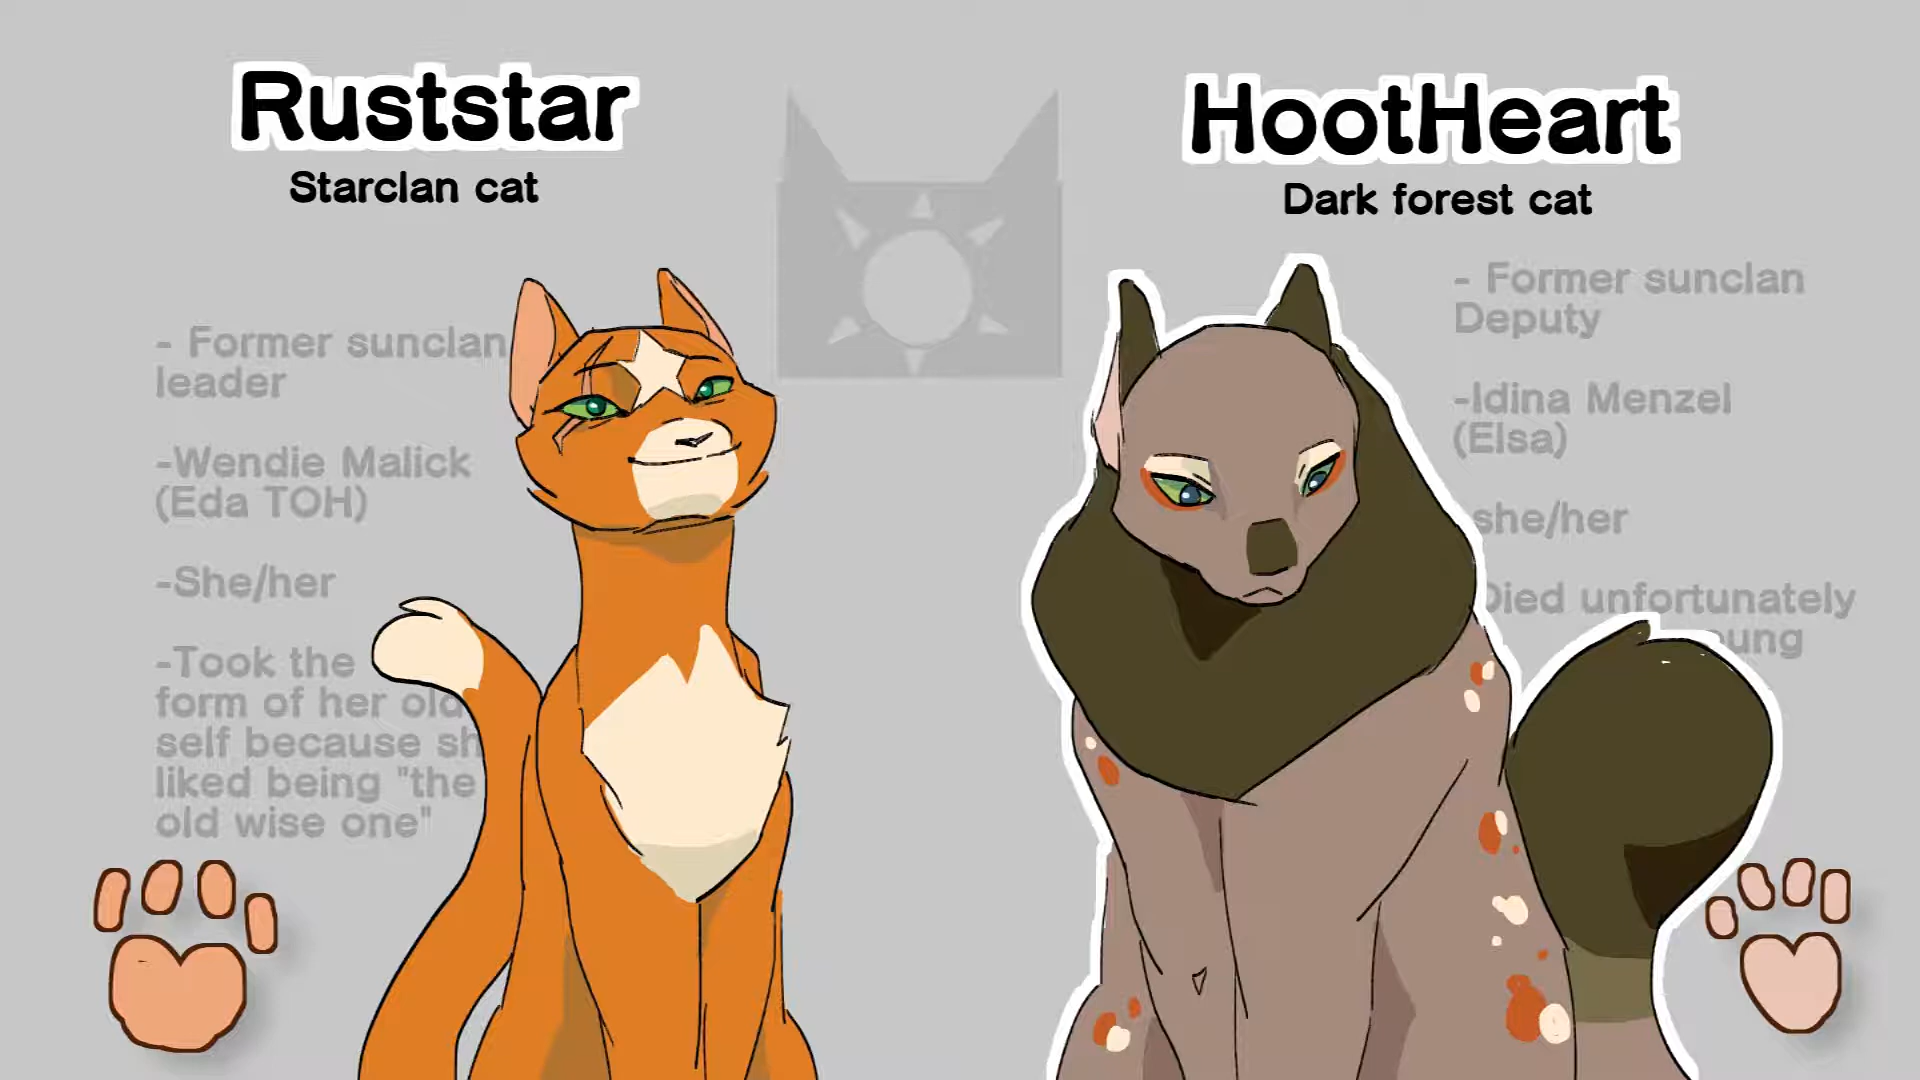 Ruststar
Starclan cat
- Former sunclan
leader
-Wendie Malick
(Eda TOH)
-She/her
-Took the
form of her old
self because
liked being "the
old wise one"
HootHeart
Dark forest cat
- Former sunclan
Deputy
-Idina Menzel
(Elsa)
she/her
Died unfortunately